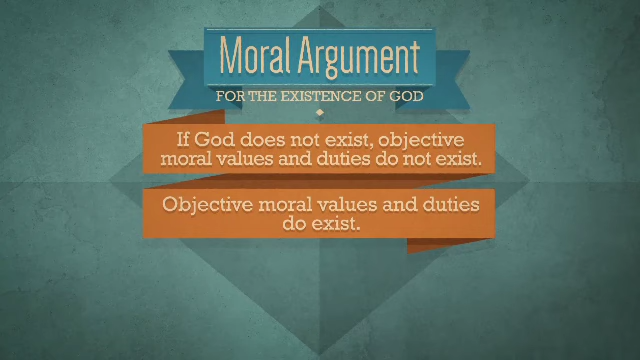 Moral Argument
FOR THE EXISTENCE OF GOD
If God does not exist, objective
moral values and duties do not exist.
Objective moral values and duties
do exist.